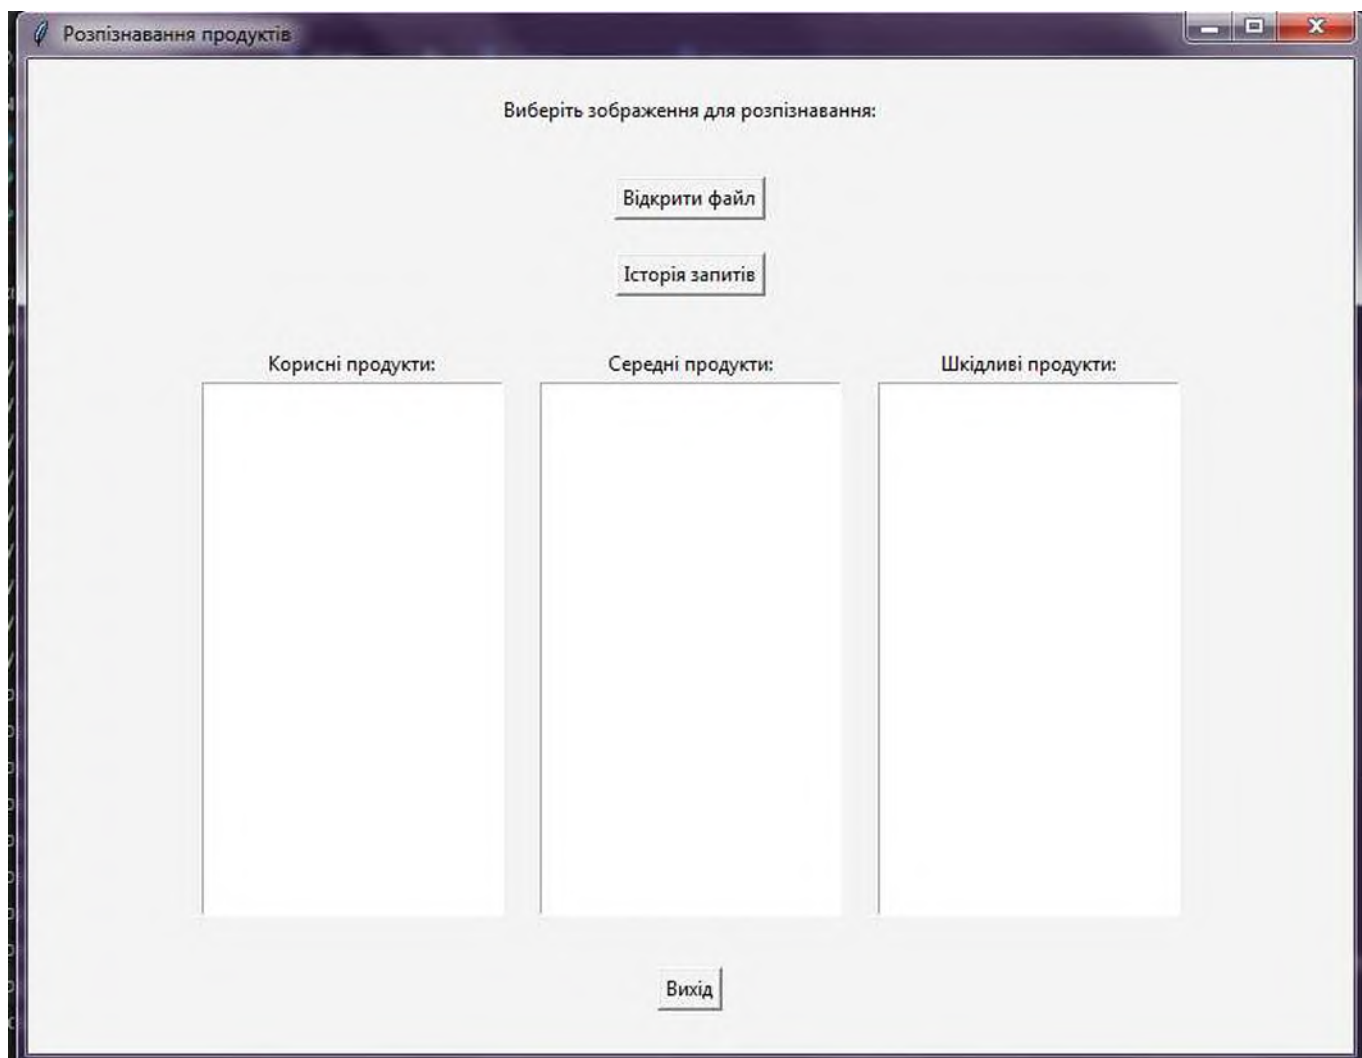 Розпізнавання продуктів
Виберіть зображення для розпізнавання:
Відкрити файл
Історія запитів
Корисні продукти: Середні продукти: Шкідливі продукти:
Вихід